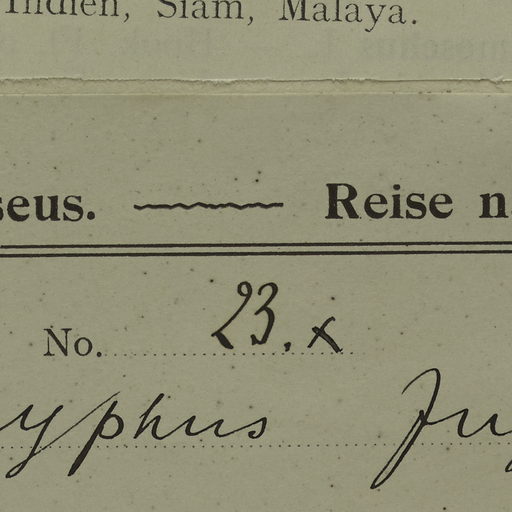 Indien, Siam, Malaya.
seus. Reise n
No. 23.x
yphus Ju